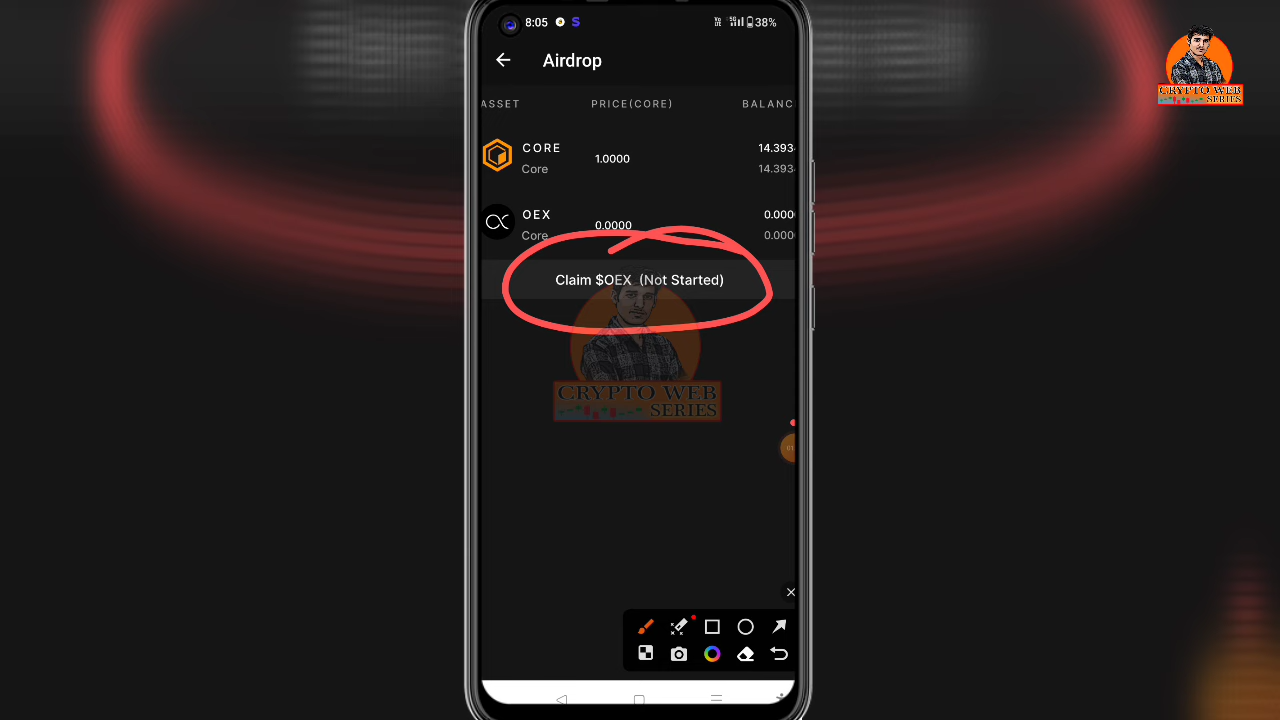 8:05 S 38%
CRYPTO WEB
SERIES
Airdrop
ASSET PRICE(CORE) BALANC
CORE 1.0000 14.393
Core 14.393
OEX 0.0000 0.000
Core 0.000
Claim $OEX (Not Started)
CRYPTO WEB
SERIES